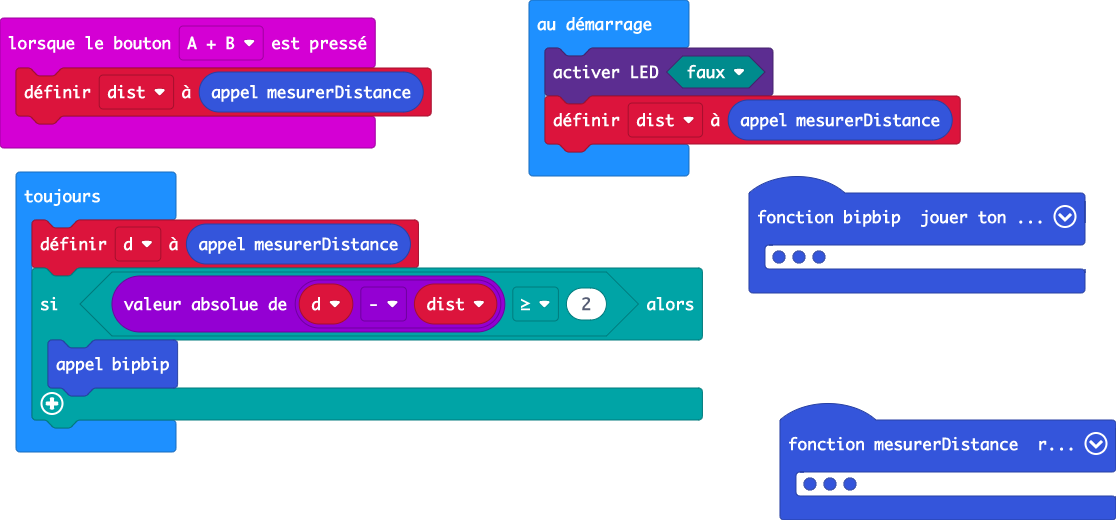 lorsque le bouton A + B est pressé
définir dist à appel mesurerDistance
au démarrage
activer LED faux
définir dist à appel mesurerDistance
toujours
définir d à appel mesurerDistance
si valeur absolue de d - dist ≥ 2 alors
appel bipbip
fonction bipbip jouer ton ...
fonction mesurerDistance r...